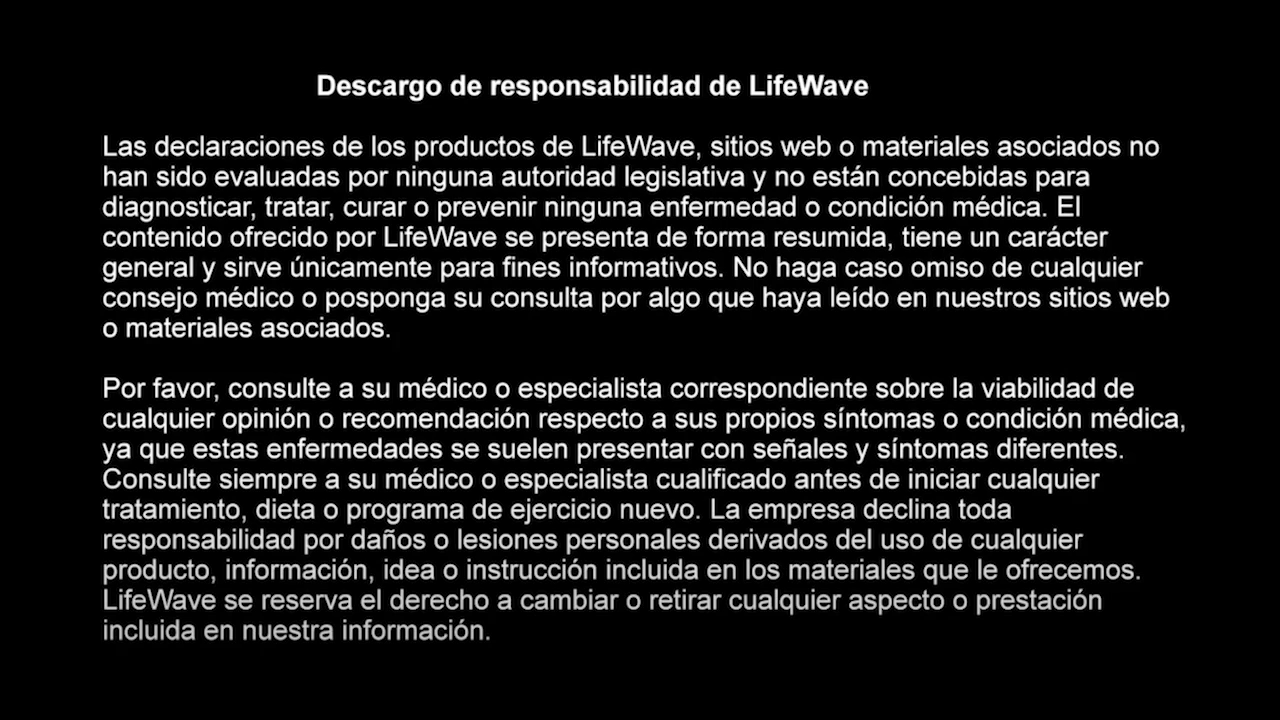 Descargo de responsabilidad de LifeWave
Las declaraciones de los productos de LifeWave, sitios web o materiales asociados no
han sido evaluadas por ninguna autoridad legislativa y no están concebidas para
diagnosticar, tratar, curar o prevenir ninguna enfermedad o condición médica. El
contenido ofrecido por LifeWave se presenta de forma resumida, tiene un carácter
general y sirve únicamente para fines informativos. No haga caso omiso de cualquier
consejo médico o posponga su consulta por algo que haya leído en nuestros sitios web
o materiales asociados.
Por favor, consulte a su médico o especialista correspondiente sobre la viabilidad de
cualquier opinión o recomendación respecto a sus propios síntomas o condición médica,
ya que estas enfermedades se suelen presentar con señales y síntomas diferentes.
Consulte siempre a su médico o especialista cualificado antes de iniciar cualquier
tratamiento, dieta o programa de ejercicio nuevo. La empresa declina toda
responsabilidad por daños o lesiones personales derivados del uso de cualquier
producto, información, idea o instrucción incluida en los materiales que le ofrecemos.
LifeWave se reserva el derecho a cambiar o retirar cualquier aspecto o prestación
incluida en nuestra información.